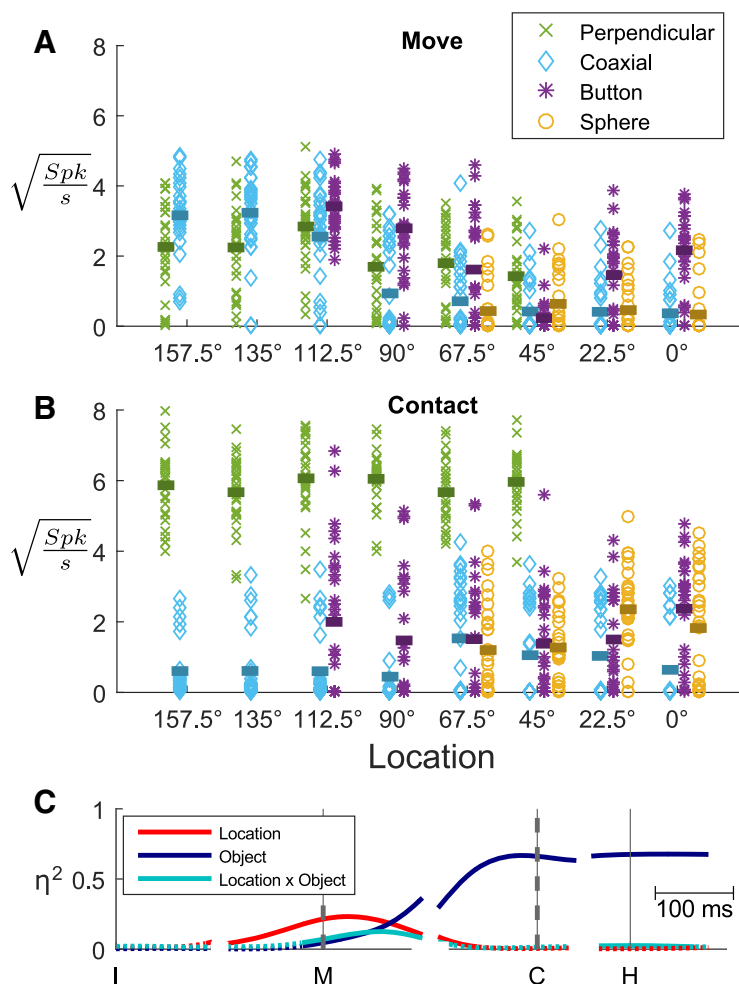 A
Move
Perpendicular
Coaxial
Button
Sphere
8
6
4
2
0
√(Spk/s)
157.5° 135° 112.5° 90° 67.5° 45° 22.5° 0°
B
Contact
8
6
4
2
0
√(Spk/s)
157.5° 135° 112.5° 90° 67.5° 45° 22.5° 0°
Location
C
1
0.5
0
η²
Location
Object
Location x Object
100 ms
I M C H